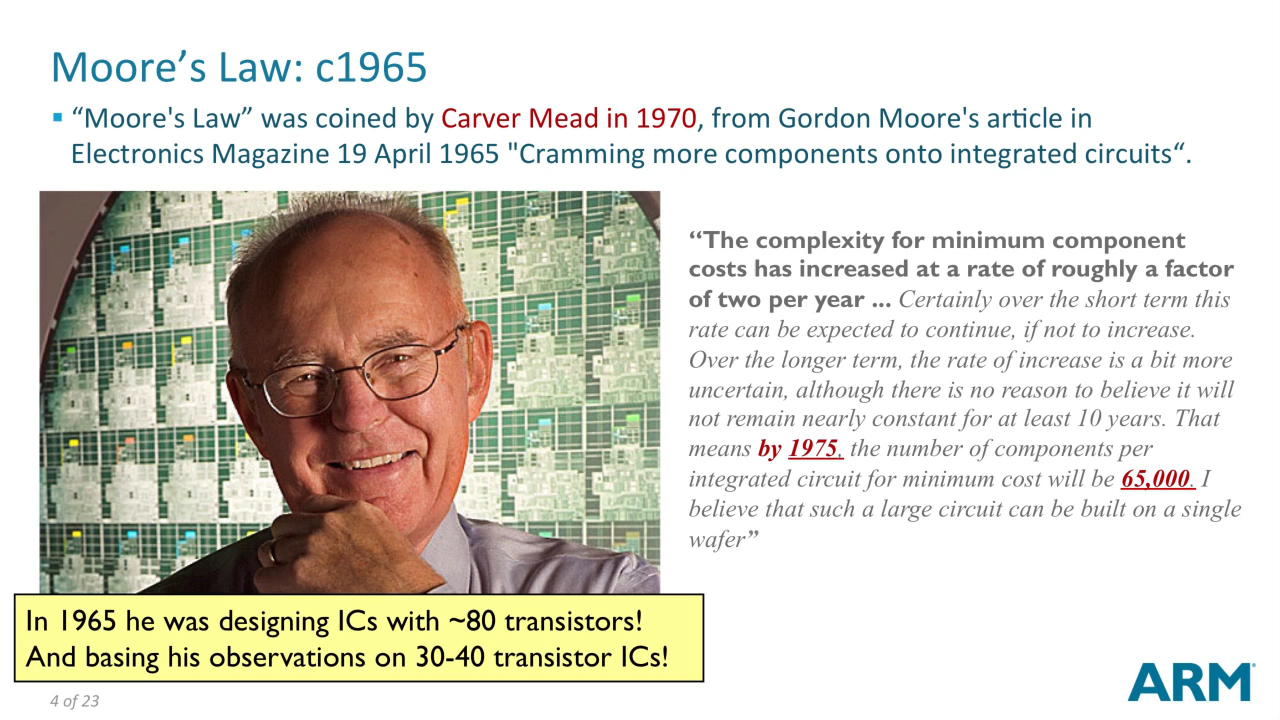 Moore’s Law: c1965
▪ “Moore's Law” was coined by Carver Mead in 1970, from Gordon Moore's article in
Electronics Magazine 19 April 1965 "Cramming more components onto integrated circuits“.
“The complexity for minimum component
costs has increased at a rate of roughly a factor
of two per year ... Certainly over the short term this
rate can be expected to continue, if not to increase.
Over the longer term, the rate of increase is a bit more
uncertain, although there is no reason to believe it will
not remain nearly constant for at least 10 years. That
means by 1975, the number of components per
integrated circuit for minimum cost will be 65,000. I
believe that such a large circuit can be built on a single
wafer”
In 1965 he was designing ICs with ~80 transistors!
And basing his observations on 30-40 transistor ICs!
4 of 23
ARM®